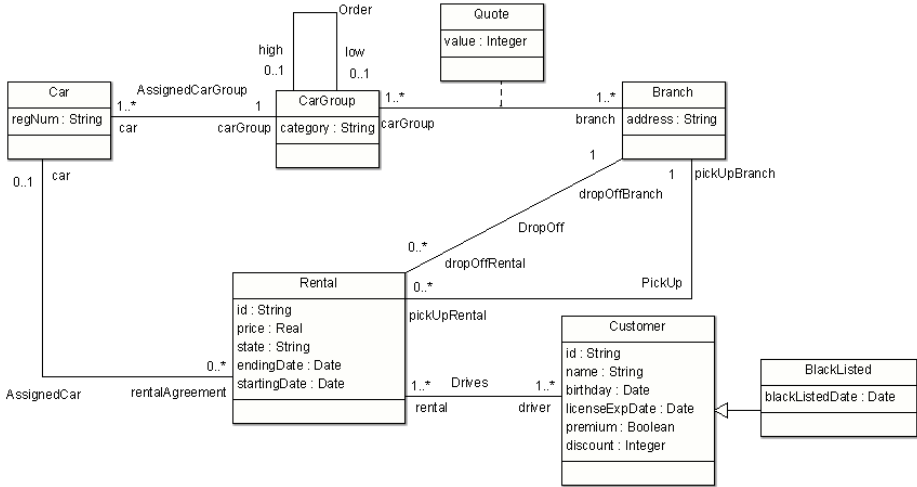 Order
Quote
value : Integer
high
low
0..1
0..1
Car
regNum : String
AssignedCarGroup
1..*
1
car
carGroup
CarGroup
category : String
1..*
1..*
carGroup
branch
Branch
address : String
0..1
car
1
dropOffBranch
1
pickUpBranch
DropOff
0..*
dropOffRental
PickUp
0..*
pickUpRental
Rental
id : String
price : Real
state : String
endingDate : Date
startingDate : Date
0..*
AssignedCar
rentalAgreement
1..*
Drives
1..*
rental
driver
Customer
id : String
name : String
birthday : Date
licenseExpDate : Date
premium : Boolean
discount : Integer
BlackListed
blackListedDate : Date